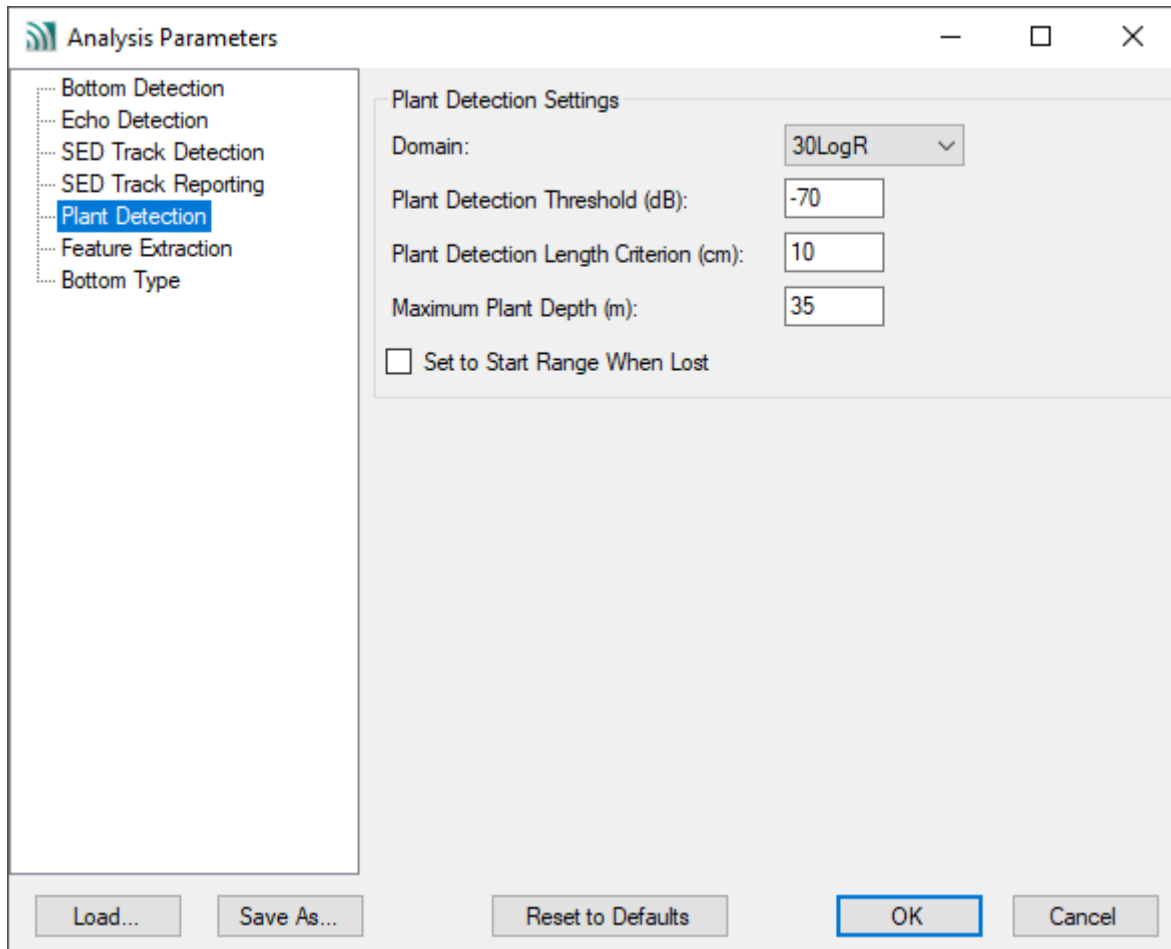 Analysis Parameters
Bottom Detection
Echo Detection
SED Track Detection
SED Track Reporting
Plant Detection
Feature Extraction
Bottom Type
Plant Detection Settings
Domain: 30LogR
Plant Detection Threshold (dB): -70
Plant Detection Length Criterion (cm): 10
Maximum Plant Depth (m): 35
Set to Start Range When Lost
Load... Save As... Reset to Defaults OK Cancel